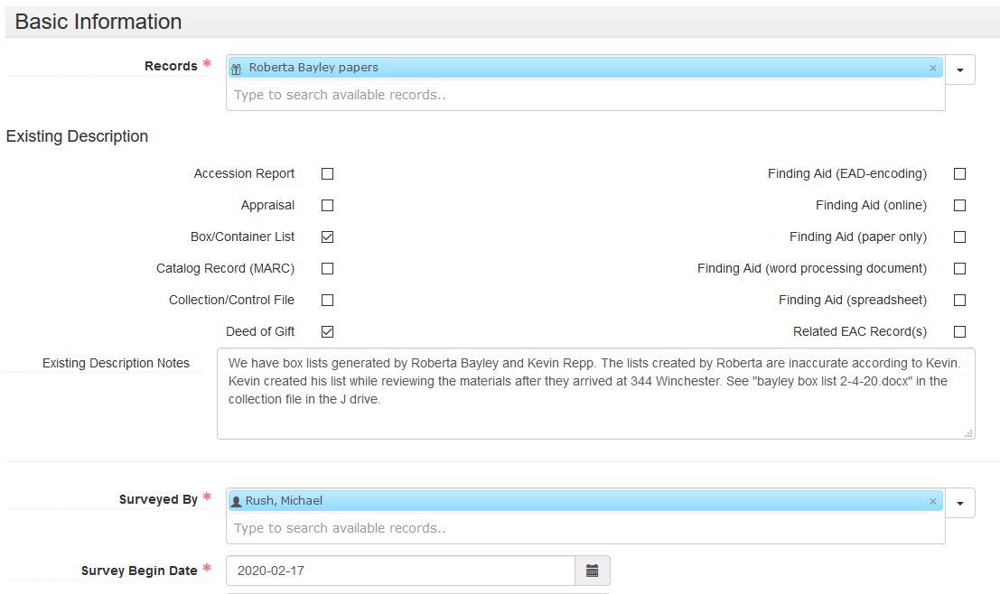 Basic Information
Records *
Roberta Bayley papers ×
Type to search available records..
Existing Description
Accession Report
Finding Aid (EAD-encoding)
Appraisal
Finding Aid (online)
Box/Container List
Finding Aid (paper only)
Catalog Record (MARC)
Finding Aid (word processing document)
Collection/Control File
Finding Aid (spreadsheet)
Deed of Gift
Related EAC Record(s)
Existing Description Notes
We have box lists generated by Roberta Bayley and Kevin Repp. The lists created by Roberta are inaccurate according to Kevin.
Kevin created his list while reviewing the materials after they arrived at 344 Winchester. See "bayley box list 2-4-20.docx" in the
collection file in the J drive.
Surveyed By *
Rush, Michael ×
Type to search available records..
Survey Begin Date *
2020-02-17